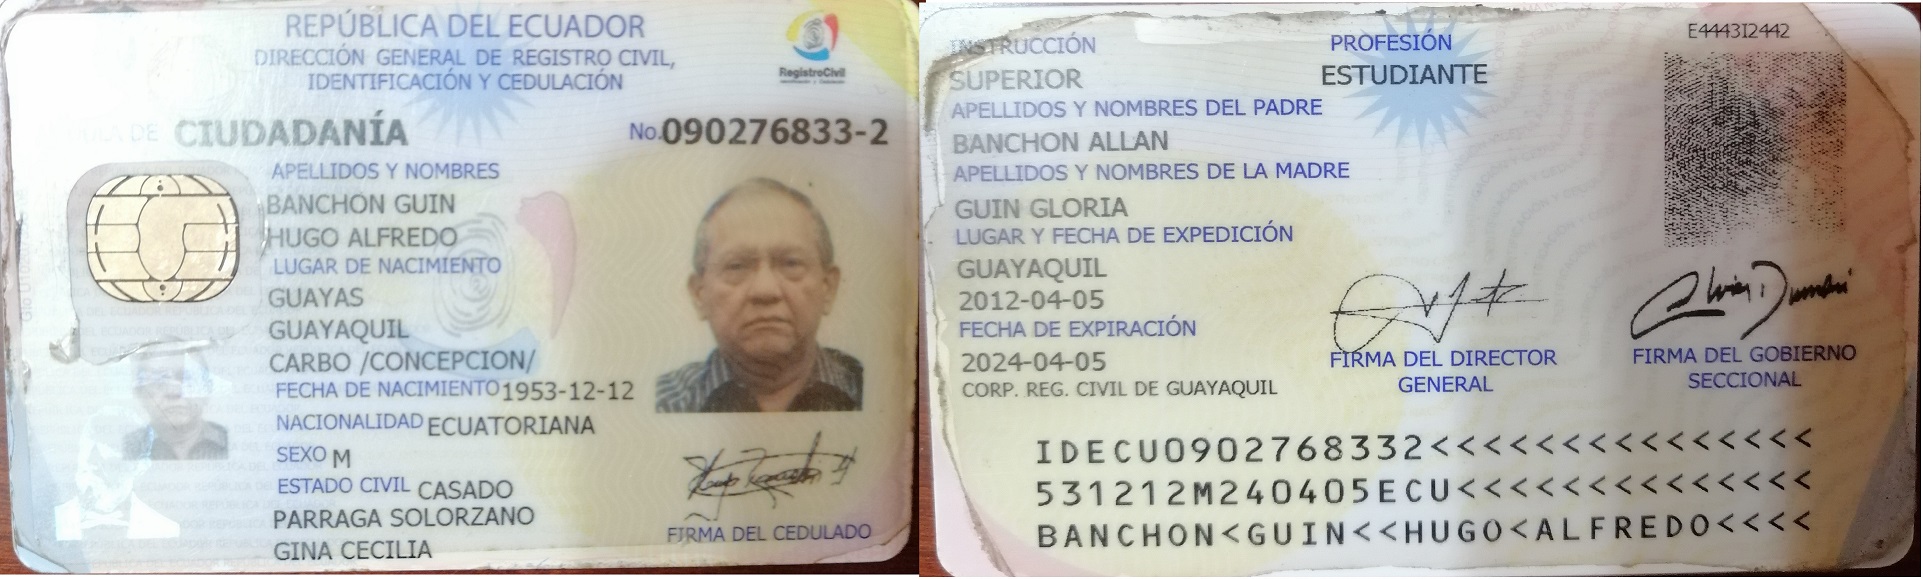 REPÚBLICA DEL ECUADOR
DIRECCIÓN GENERAL DE REGISTRO CIVIL,
IDENTIFICACIÓN Y CEDULACIÓN
RegistroCivil
DE CIUDADANÍA
No.090276833-2
APELLIDOS Y NOMBRES
BANCHON GUIN
HUGO ALFREDO
LUGAR DE NACIMIENTO
GUAYAS
GUAYAQUIL
CARBO /CONCEPCION/
FECHA DE NACIMIENTO 1953-12-12
NACIONALIDAD ECUATORIANA
SEXO M
ESTADO CIVIL CASADO
PARRAGA SOLORZANO
GINA CECILIA
FIRMA DEL CEDULADO
INSTRUCCIÓN
SUPERIOR
PROFESIÓN
ESTUDIANTE
E4443I2442
APELLIDOS Y NOMBRES DEL PADRE
BANCHON ALLAN
APELLIDOS Y NOMBRES DE LA MADRE
GUIN GLORIA
LUGAR Y FECHA DE EXPEDICIÓN
GUAYAQUIL
2012-04-05
FECHA DE EXPIRACIÓN
2024-04-05
CORP. REG. CIVIL DE GUAYAQUIL
FIRMA DEL DIRECTOR
GENERAL
FIRMA DEL GOBIERNO
SECCIONAL
IDECU0902768332<<<<<<<<<<<<<<<
531212M240405ECU<<<<<<<<<<<<<<
BANCHON<GUIN<<HUGO<ALFREDO<<<<